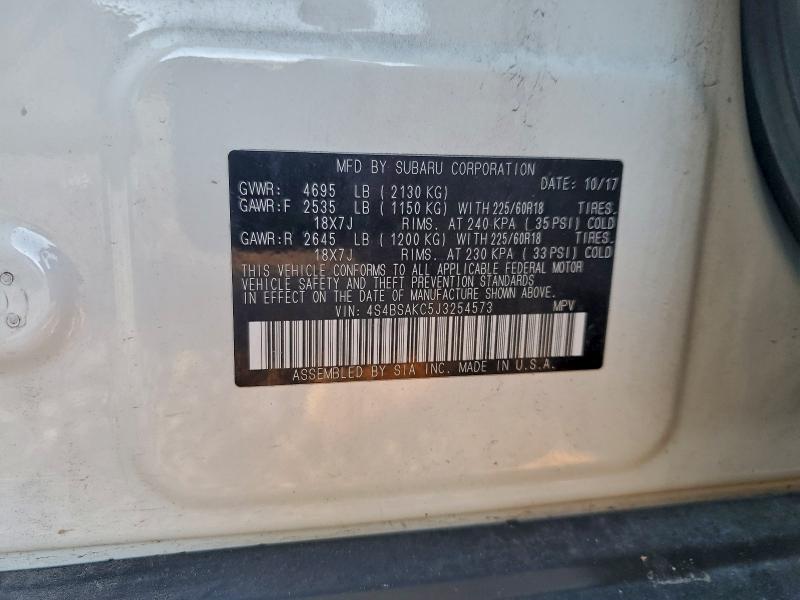 MFD BY SUBARU CORPORATION
DATE: 10/17
GVWR: 4695 LB ( 2130 KG)
GAWR:F 2535 LB ( 1150 KG) WITH 225/60R18 TIRES.
18X7J RIMS. AT 240 KPA ( 35 PSI) COLD
GAWR:R 2645 LB ( 1200 KG) WITH 225/60R18 TIRES.
18X7J RIMS. AT 230 KPA ( 33 PSI) COLD
THIS VEHICLE CONFORMS TO ALL APPLICABLE FEDERAL MOTOR
VEHICLE SAFETY AND THEFT PREVENTION STANDARDS
IN EFFECT ON THE DATE OF MANUFACTURE SHOWN ABOVE.
VIN: 4S4BSAKC5J3254573 MPV
ASSEMBLED BY SIA INC. MADE IN U.S.A.